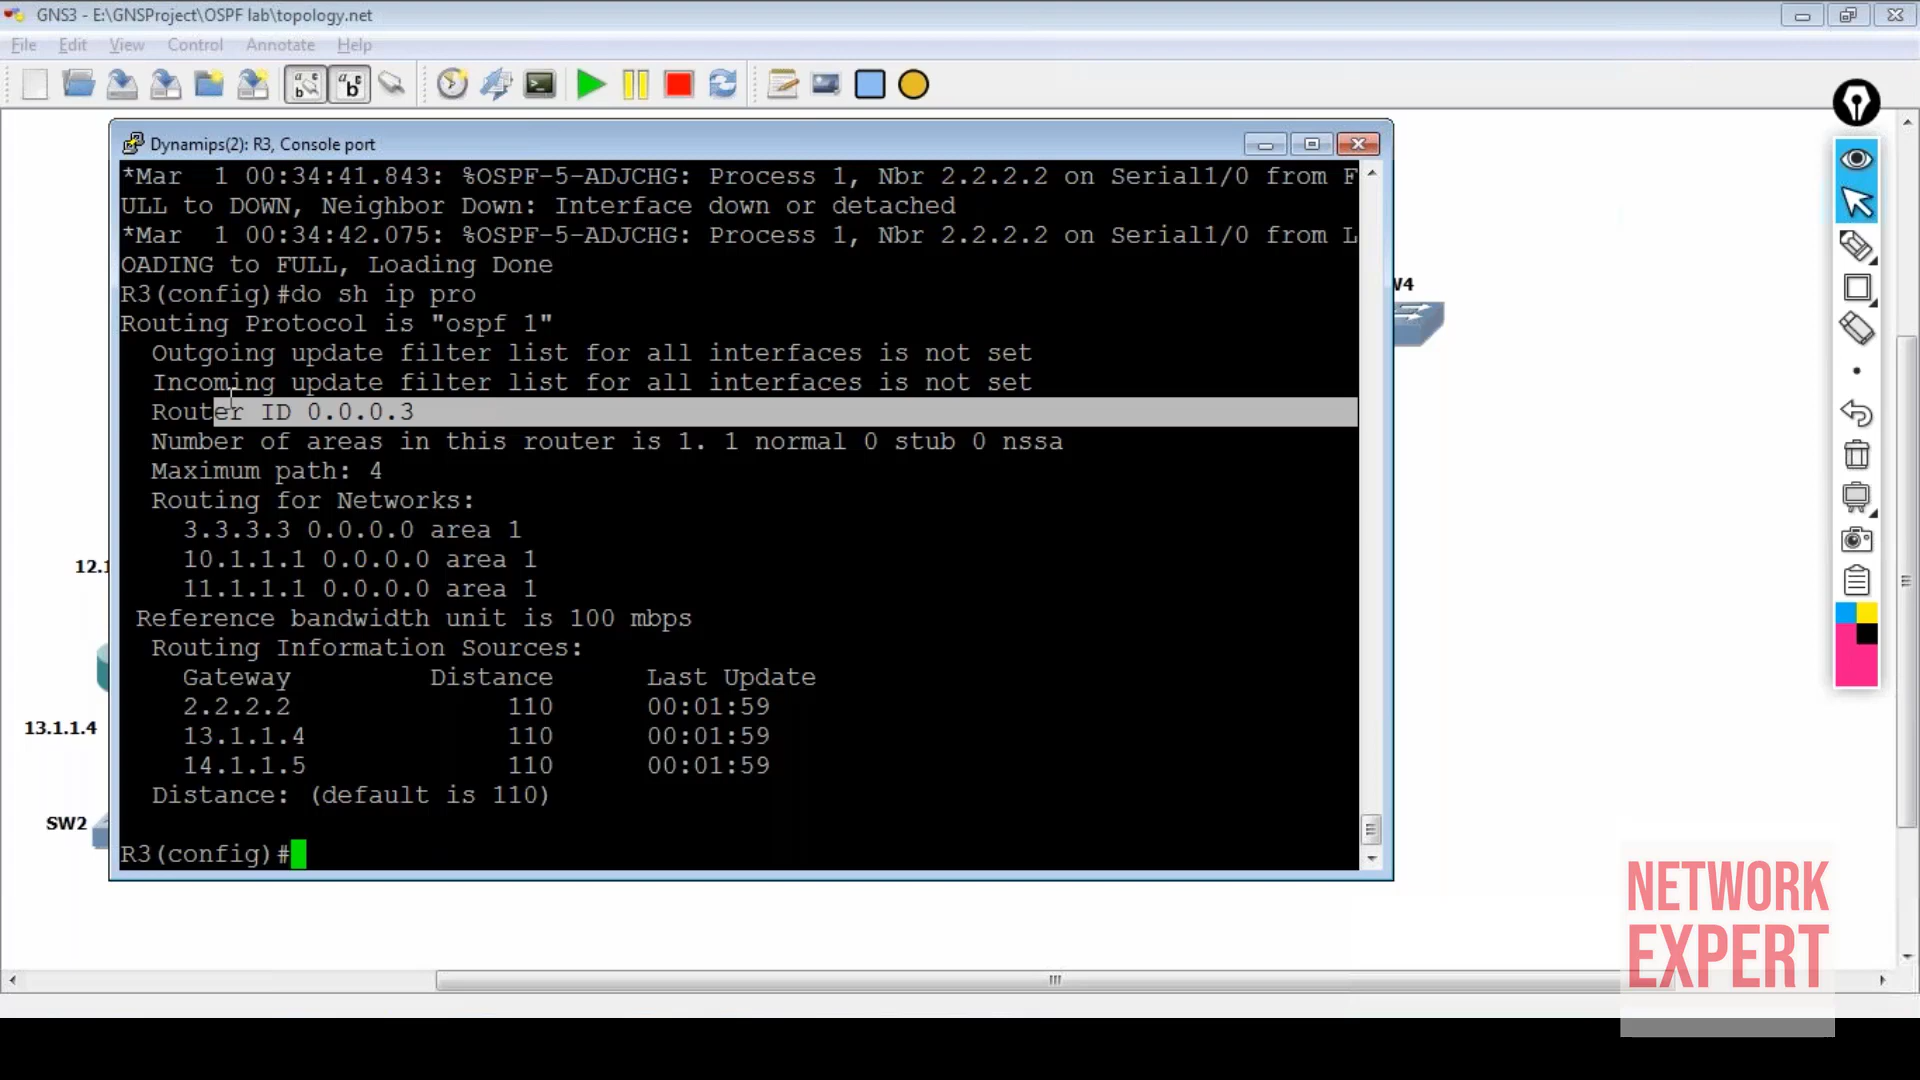 GNS3 - E:\GNSProject\OSPF lab\topology.net
File Edit View Control Annotate Help
Dynamips(2): R3, Console port
*Mar  1 00:34:41.843: %OSPF-5-ADJCHG: Process 1, Nbr 2.2.2.2 on Serial1/0 from F
ULL to DOWN, Neighbor Down: Interface down or detached
*Mar  1 00:34:42.075: %OSPF-5-ADJCHG: Process 1, Nbr 2.2.2.2 on Serial1/0 from L
OADING to FULL, Loading Done
R3(config)#do sh ip pro
Routing Protocol is "ospf 1"
Outgoing update filter list for all interfaces is not set
Incoming update filter list for all interfaces is not set
Router ID 0.0.0.3
Number of areas in this router is 1. 1 normal 0 stub 0 nssa
Maximum path: 4
Routing for Networks:
3.3.3.3 0.0.0.0 area 1
10.1.1.1 0.0.0.0 area 1
11.1.1.1 0.0.0.0 area 1
Reference bandwidth unit is 100 mbps
Routing Information Sources:
Gateway Distance Last Update
2.2.2.2 110 00:01:59
13.1.1.4 110 00:01:59
14.1.1.5 110 00:01:59
Distance: (default is 110)
R3(config)#
12.1
13.1.1.4
SW2
W4
NETWORK
EXPERT